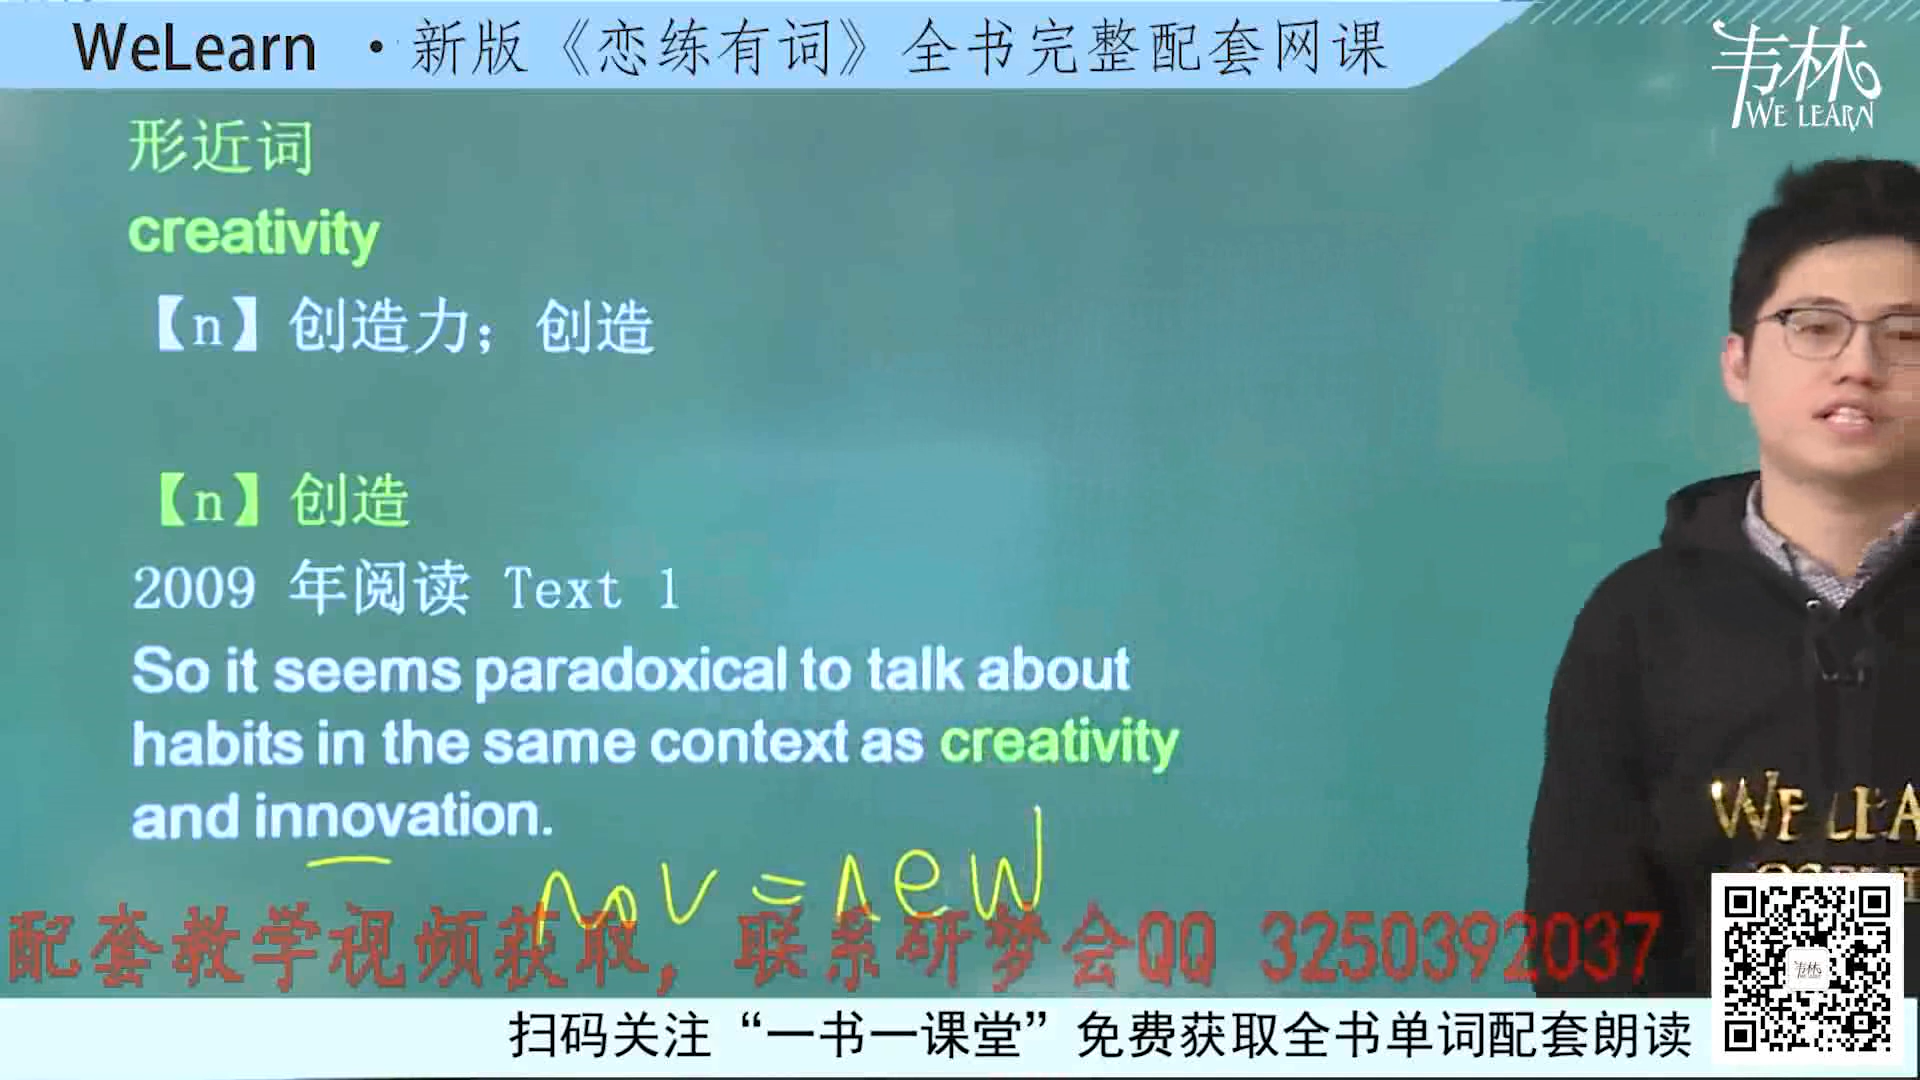 WeLearn ·新版《恋练有词》全书完整配套网课
韦林
WE LEARN
形近词
creativity
【n】创造力；创造
【n】创造
2009 年阅读 Text 1
So it seems paradoxical to talk about
habits in the same context as creativity
and innovation.
nov = new
WE LEA
配套教学视频获取，联系研梦会QQ 3250392037
韦林
扫码关注“一书一课堂”免费获取全书单词配套朗读